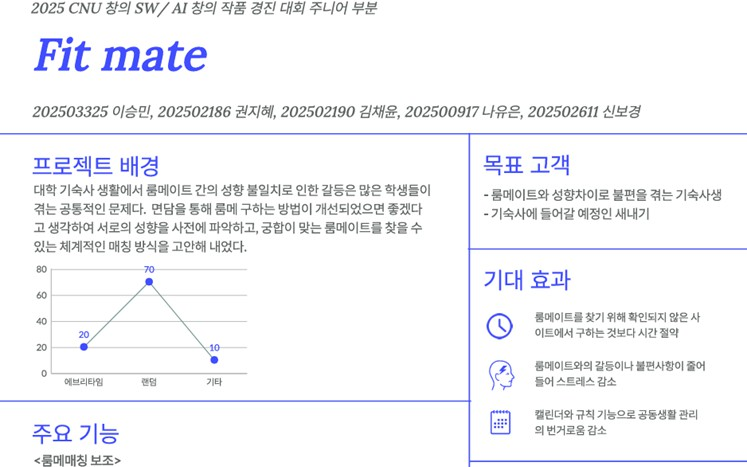 2025 CNU 창의 SW/ AI 창의 작품 경진 대회 주니어 부분
Fit mate
202503325 이승민, 202502186 권지혜, 202502190 김채윤, 202500917 나유은, 202502611 신보경
프로젝트 배경
대학 기숙사 생활에서 룸메이트 간의 성향 불일치로 인한 갈등은 많은 학생들이
겪는 공통적인 문제다. 면담을 통해 룸메 구하는 방법이 개선되었으면 좋겠다
고 생각하여 서로의 성향을 사전에 파악하고, 궁합이 맞는 룸메이트를 찾을 수
있는 체계적인 매칭 방식을 고안해 내었다.
80
60
40
20
0
20
70
10
에브리타임
랜덤
기타
주요 기능
<룸메매칭 보조>
목표 고객
- 룸메이트와 성향차이로 불편을 겪는 기숙사생
- 기숙사에 들어갈 예정인 새내기
기대 효과
룸메이트를 찾기 위해 확인되지 않은 사
이트에서 구하는 것보다 시간 절약
룸메이트와의 갈등이나 불편사항이 줄어
들어 스트레스 감소
캘린더와 규칙 기능으로 공동생활 관리
의 번거로움 감소